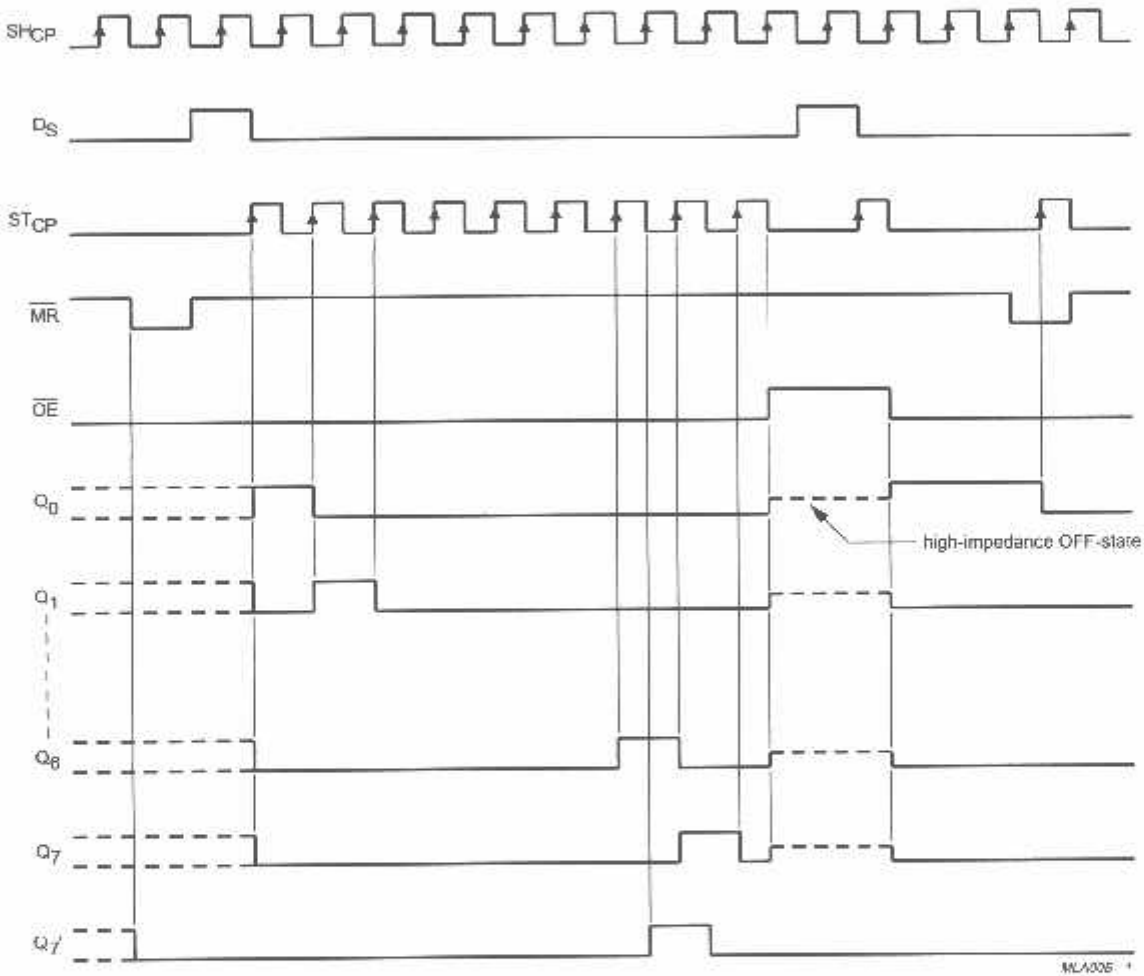 SHCP
DS
STCP
MR
OE
Q0
high-impedance OFF-state
Q1
Q6
Q7
Q7'
MLA005